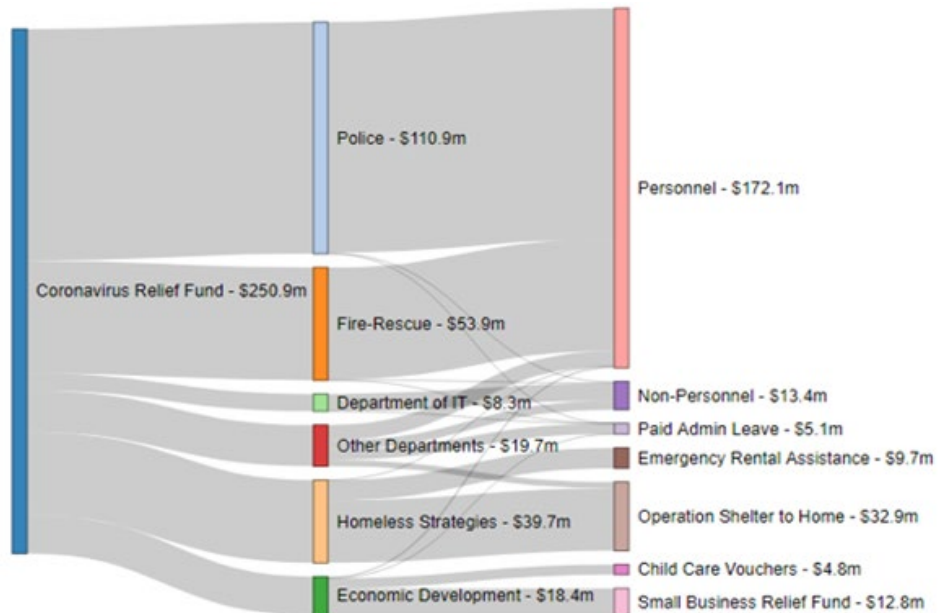 Coronavirus Relief Fund - $250.9m
Police - $110.9m
Fire-Rescue - $53.9m
Department of IT - $8.3m
Other Departments - $19.7m
Homeless Strategies - $39.7m
Economic Development - $18.4m
Personnel - $172.1m
Non-Personnel - $13.4m
Paid Admin Leave - $5.1m
Emergency Rental Assistance - $9.7m
Operation Shelter to Home - $32.9m
Child Care Vouchers - $4.8m
Small Business Relief Fund - $12.8m